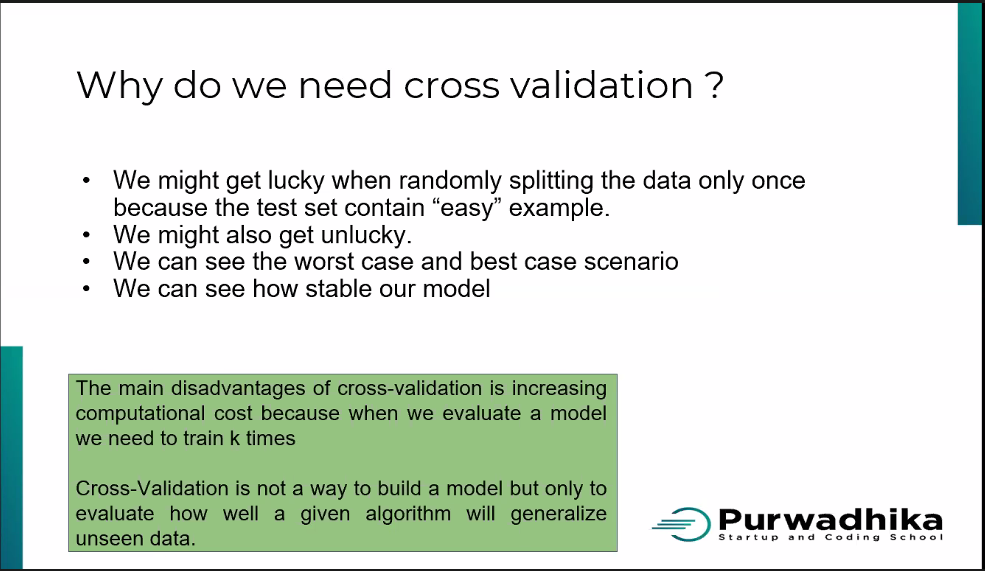 Why do we need cross validation ?
• We might get lucky when randomly splitting the data only once
because the test set contain “easy” example.
• We might also get unlucky.
• We can see the worst case and best case scenario
• We can see how stable our model
The main disadvantages of cross-validation is increasing
computational cost because when we evaluate a model
we need to train k times
Cross-Validation is not a way to build a model but only to
evaluate how well a given algorithm will generalize
unseen data.
Purwadhika
Startup and Coding School